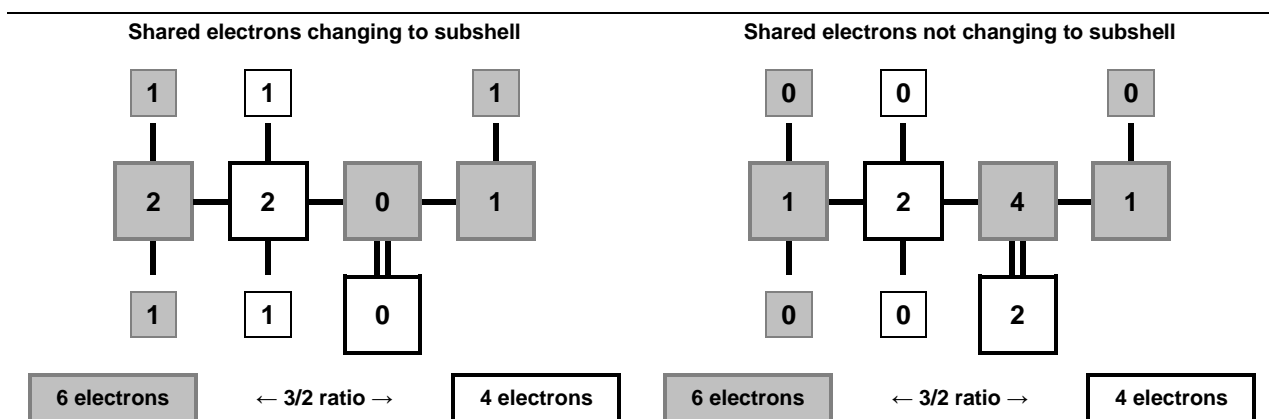 Shared electrons changing to subshell
Shared electrons not changing to subshell
1 1 1
0 0 0
2 2 0 1
1 2 4 1
1 1 0
0 0 2
6 electrons ← 3/2 ratio → 4 electrons
6 electrons ← 3/2 ratio → 4 electrons